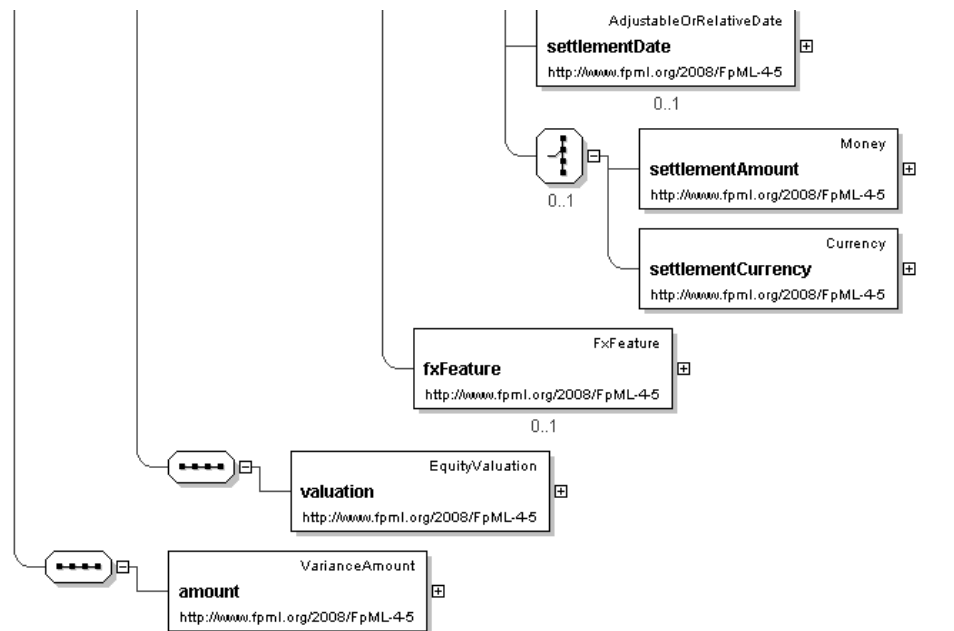 AdjustableOrRelativeDate
settlementDate
http://www.fpml.org/2008/FpML-4-5
0..1
Money
settlementAmount
http://www.fpml.org/2008/FpML-4-5
0..1
Currency
settlementCurrency
http://www.fpml.org/2008/FpML-4-5
FxFeature
fxFeature
http://www.fpml.org/2008/FpML-4-5
0..1
EquityValuation
valuation
http://www.fpml.org/2008/FpML-4-5
VarianceAmount
amount
http://www.fpml.org/2008/FpML-4-5